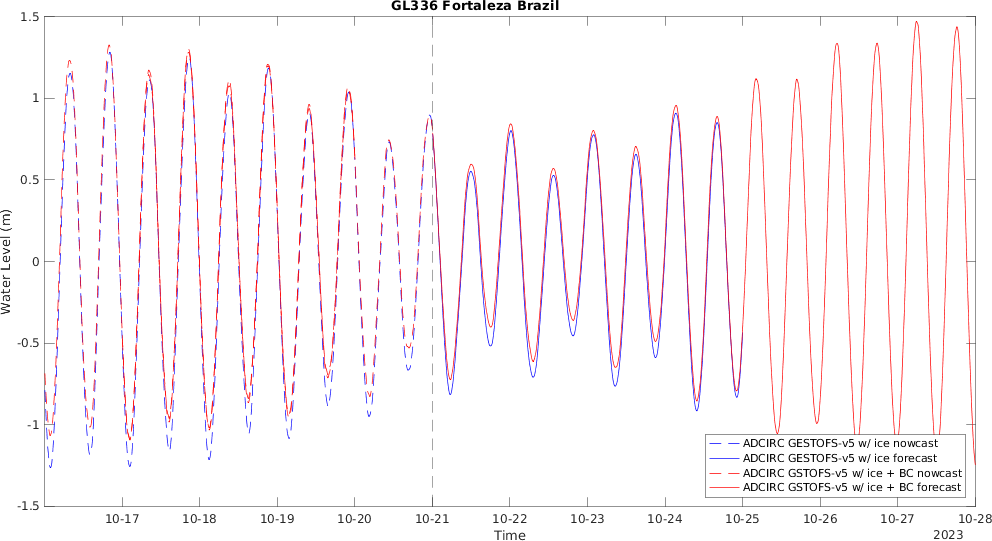 GL336 Fortaleza Brazil
1.5
1
0.5
0
-0.5
-1
-1.5
Water Level (m)
10-17 10-18 10-19 10-20 10-21 10-22 10-23 10-24 10-25 10-26 10-27 10-28
Time
2023
ADCIRC GESTOFS-v5 w/ ice nowcast
ADCIRC GESTOFS-v5 w/ ice forecast
ADCIRC GSTOFS-v5 w/ ice + BC nowcast
ADCIRC GSTOFS-v5 w/ ice + BC forecast